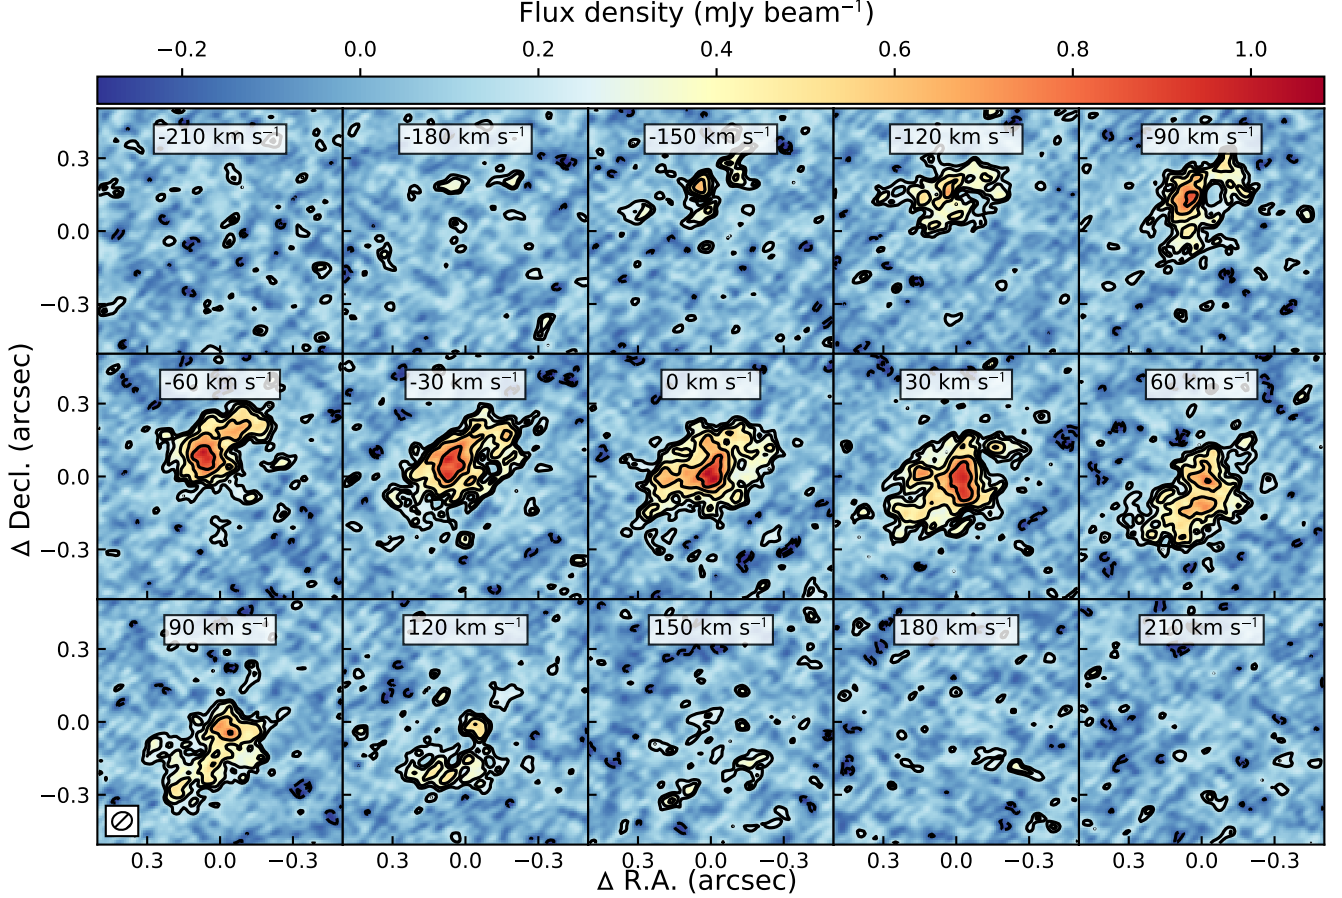 Flux density (mJy beam⁻¹)
−0.2 0.0 0.2 0.4 0.6 0.8 1.0
-210 km s⁻¹ -180 km s⁻¹ -150 km s⁻¹ -120 km s⁻¹ -90 km s⁻¹
0.3
0.0
−0.3
-60 km s⁻¹ -30 km s⁻¹ 0 km s⁻¹ 30 km s⁻¹ 60 km s⁻¹
0.3
0.0
−0.3
Δ Decl. (arcsec)
90 km s⁻¹ 120 km s⁻¹ 150 km s⁻¹ 180 km s⁻¹ 210 km s⁻¹
0.3
0.0
−0.3
0.3 0.0 −0.3 0.3 0.0 −0.3 0.3 0.0 −0.3 0.3 0.0 −0.3 0.3 0.0 −0.3
Δ R.A. (arcsec)